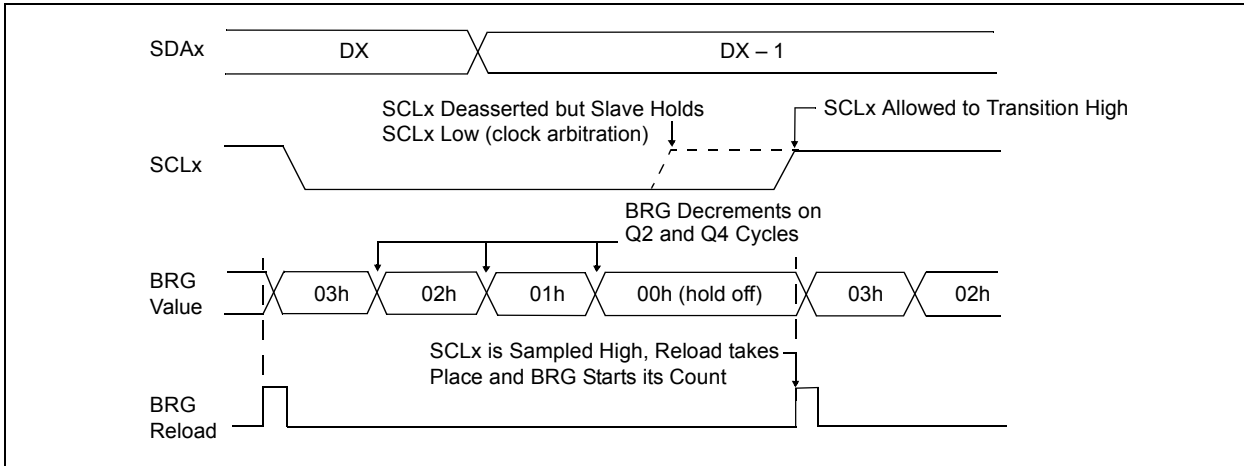 SDAx
DX
DX – 1
SCLx Deasserted but Slave Holds
SCLx Low (clock arbitration)
SCLx Allowed to Transition High
SCLx
BRG Decrements on
Q2 and Q4 Cycles
BRG
Value
03h
02h
01h
00h (hold off)
03h
02h
SCLx is Sampled High, Reload takes
Place and BRG Starts its Count
BRG
Reload